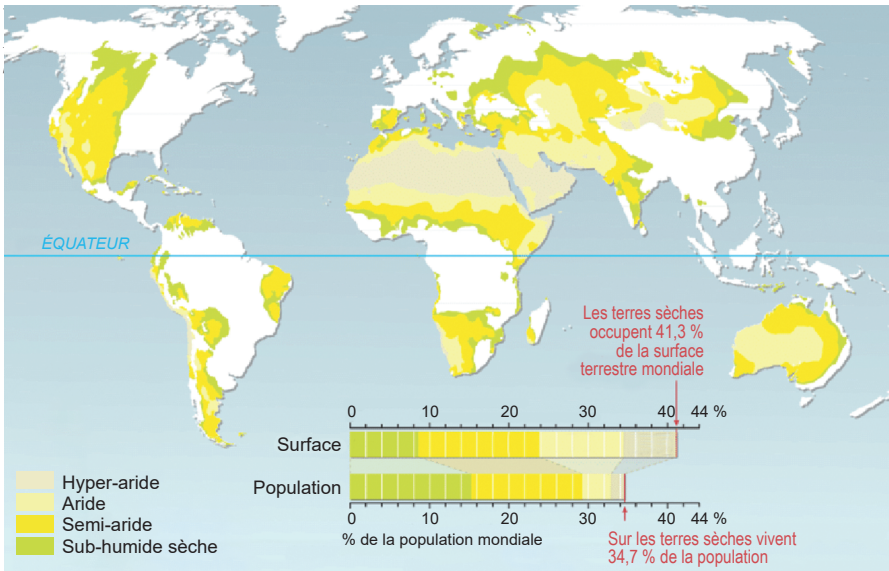 ÉQUATEUR
Les terres sèches
occupent 41,3 %
de la surface
terrestre mondiale
0 10 20 30 40 44 %
Surface
Population
0 10 20 30 40 44 %
% de la population mondiale
Sur les terres sèches vivent
34,7 % de la population
Hyper-aride
Aride
Semi-aride
Sub-humide sèche